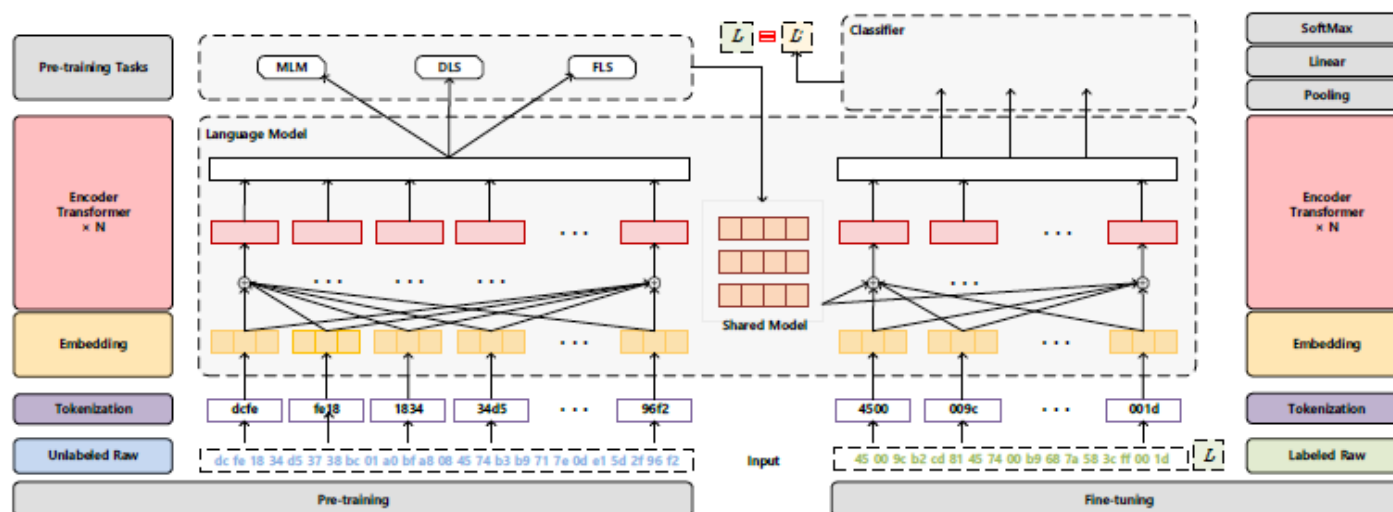 Pre-training Tasks
MLM
DLS
FLS
L = L'
Classifier
SoftMax
Linear
Pooling
Language Model
Encoder
Transformer
× N
. . .
. . .
. . .
. . .
. . .
Shared Model
Encoder
Transformer
× N
Embedding
. . .
. . .
Embedding
Tokenization
dcfe
fe18
1834
34d5
. . .
96f2
4500
009c
. . .
001d
Tokenization
Unlabeled Raw
dc fe 18 34 d5 37 38 bc 01 a0 bf a8 08 45 74 b3 b9 71 7e 0d e1 5d 2f 96 f2
Input
45 00 9c b2 cd 81 45 74 00 b9 68 7a 58 3c ff 00 1d
L
Labeled Raw
Pre-training
Fine-tuning